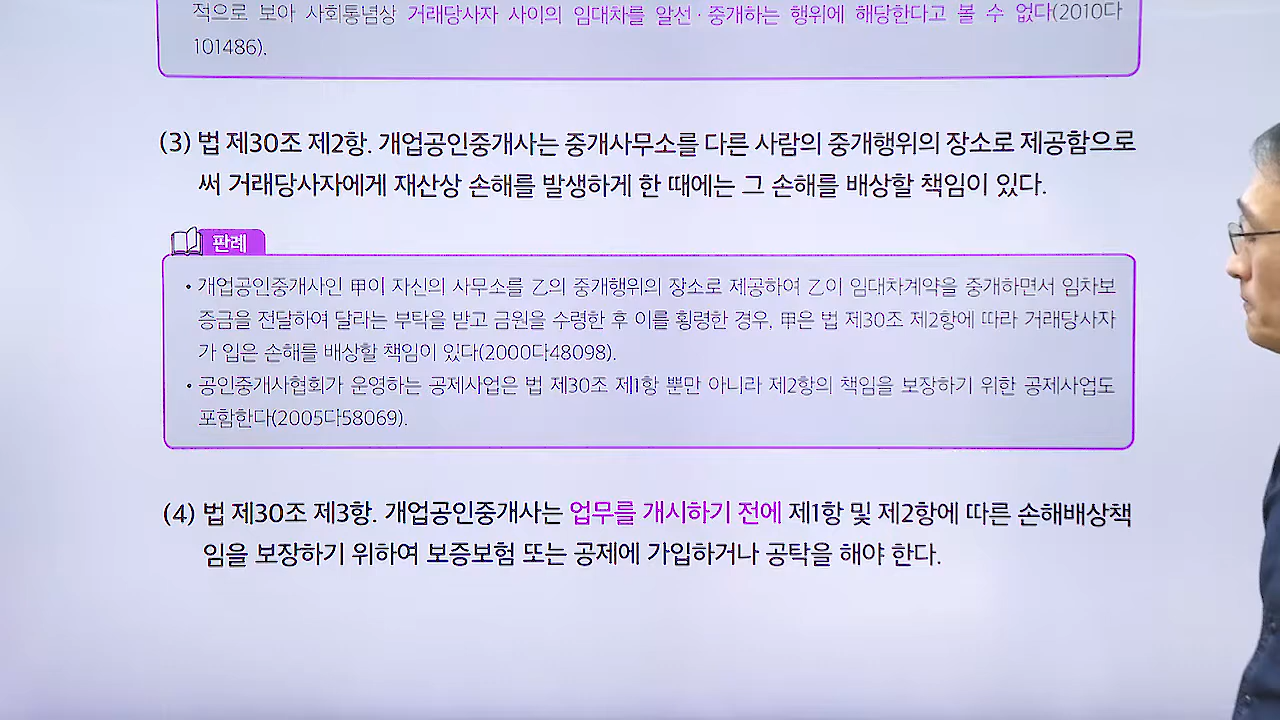 적으로 보아 사회통념상 거래당사자 사이의 임대차를 알선·중개하는 행위에 해당한다고 볼 수 없다(2010다
101486).
(3) 법 제30조 제2항. 개업공인중개사는 중개사무소를 다른 사람의 중개행위의 장소로 제공함으로
써 거래당사자에게 재산상 손해를 발생하게 한 때에는 그 손해를 배상할 책임이 있다.
판례
• 개업공인중개사인 甲이 자신의 사무소를 乙의 중개행위의 장소로 제공하여 乙이 임대차계약을 중개하면서 임차보
증금을 전달하여 달라는 부탁을 받고 금원을 수령한 후 이를 횡령한 경우, 甲은 법 제30조 제2항에 따라 거래당사자
가 입은 손해를 배상할 책임이 있다(2000다48098).
• 공인중개사협회가 운영하는 공제사업은 법 제30조 제1항 뿐만 아니라 제2항의 책임을 보장하기 위한 공제사업도
포함한다(2005다58069).
(4) 법 제30조 제3항. 개업공인중개사는 업무를 개시하기 전에 제1항 및 제2항에 따른 손해배상책
임을 보장하기 위하여 보증보험 또는 공제에 가입하거나 공탁을 해야 한다.